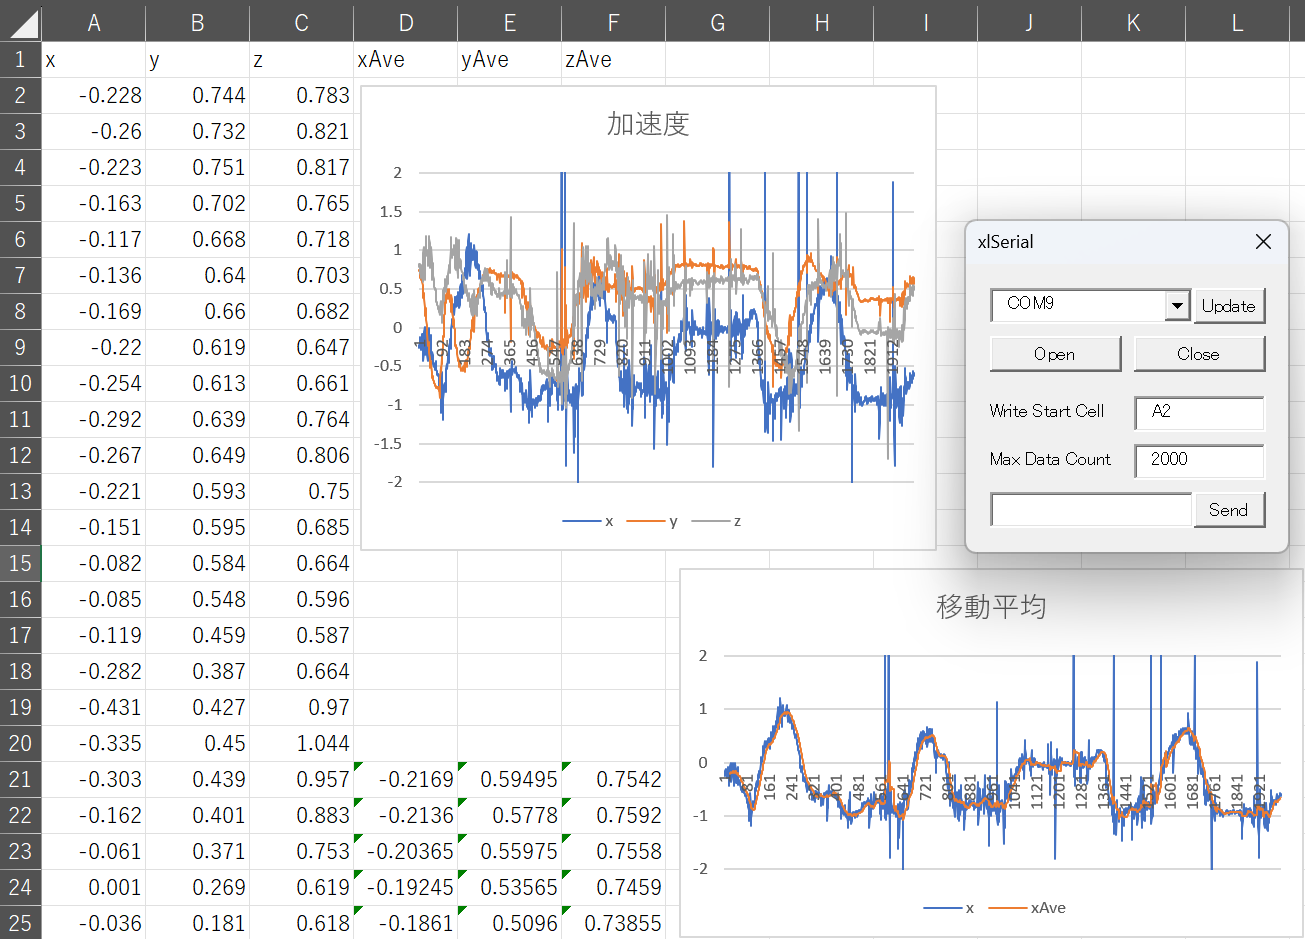 A B C D E F G H I J K L
1 x y z xAve yAve zAve
2 -0.228 0.744 0.783
3 -0.26 0.732 0.821
4 -0.223 0.751 0.817
5 -0.163 0.702 0.765
6 -0.117 0.668 0.718
7 -0.136 0.64 0.703
8 -0.169 0.66 0.682
9 -0.22 0.619 0.647
10 -0.254 0.613 0.661
11 -0.292 0.639 0.764
12 -0.267 0.649 0.806
13 -0.221 0.593 0.75
14 -0.151 0.595 0.685
15 -0.082 0.584 0.664
16 -0.085 0.548 0.596
17 -0.119 0.459 0.587
18 -0.282 0.387 0.664
19 -0.431 0.427 0.97
20 -0.335 0.45 1.044
21 -0.303 0.439 0.957 -0.2169 0.59495 0.7542
22 -0.162 0.401 0.883 -0.2136 0.5778 0.7592
23 -0.061 0.371 0.753 -0.20365 0.55975 0.7558
24 0.001 0.269 0.619 -0.19245 0.53565 0.7459
25 -0.036 0.181 0.618 -0.1861 0.5096 0.73855
加速度
2
1.5
1
0.5
0
-0.5
-1
-1.5
-2
92 183 274 365 456 547 638 729 820 911 1002 1093 1184 1275 1366 1457 1548 1639 1730 1821 1912
x y z
xlSerial
COM9 Update
Open Close
Write Start Cell A2
Max Data Count 2000
Send
移動平均
2
1
0
-1
-2
81 161 241 321 401 481 561 641 721 801 881 961 1041 1121 1201 1281 1361 1441 1521 1601 1681 1761 1841 1921
x xAve